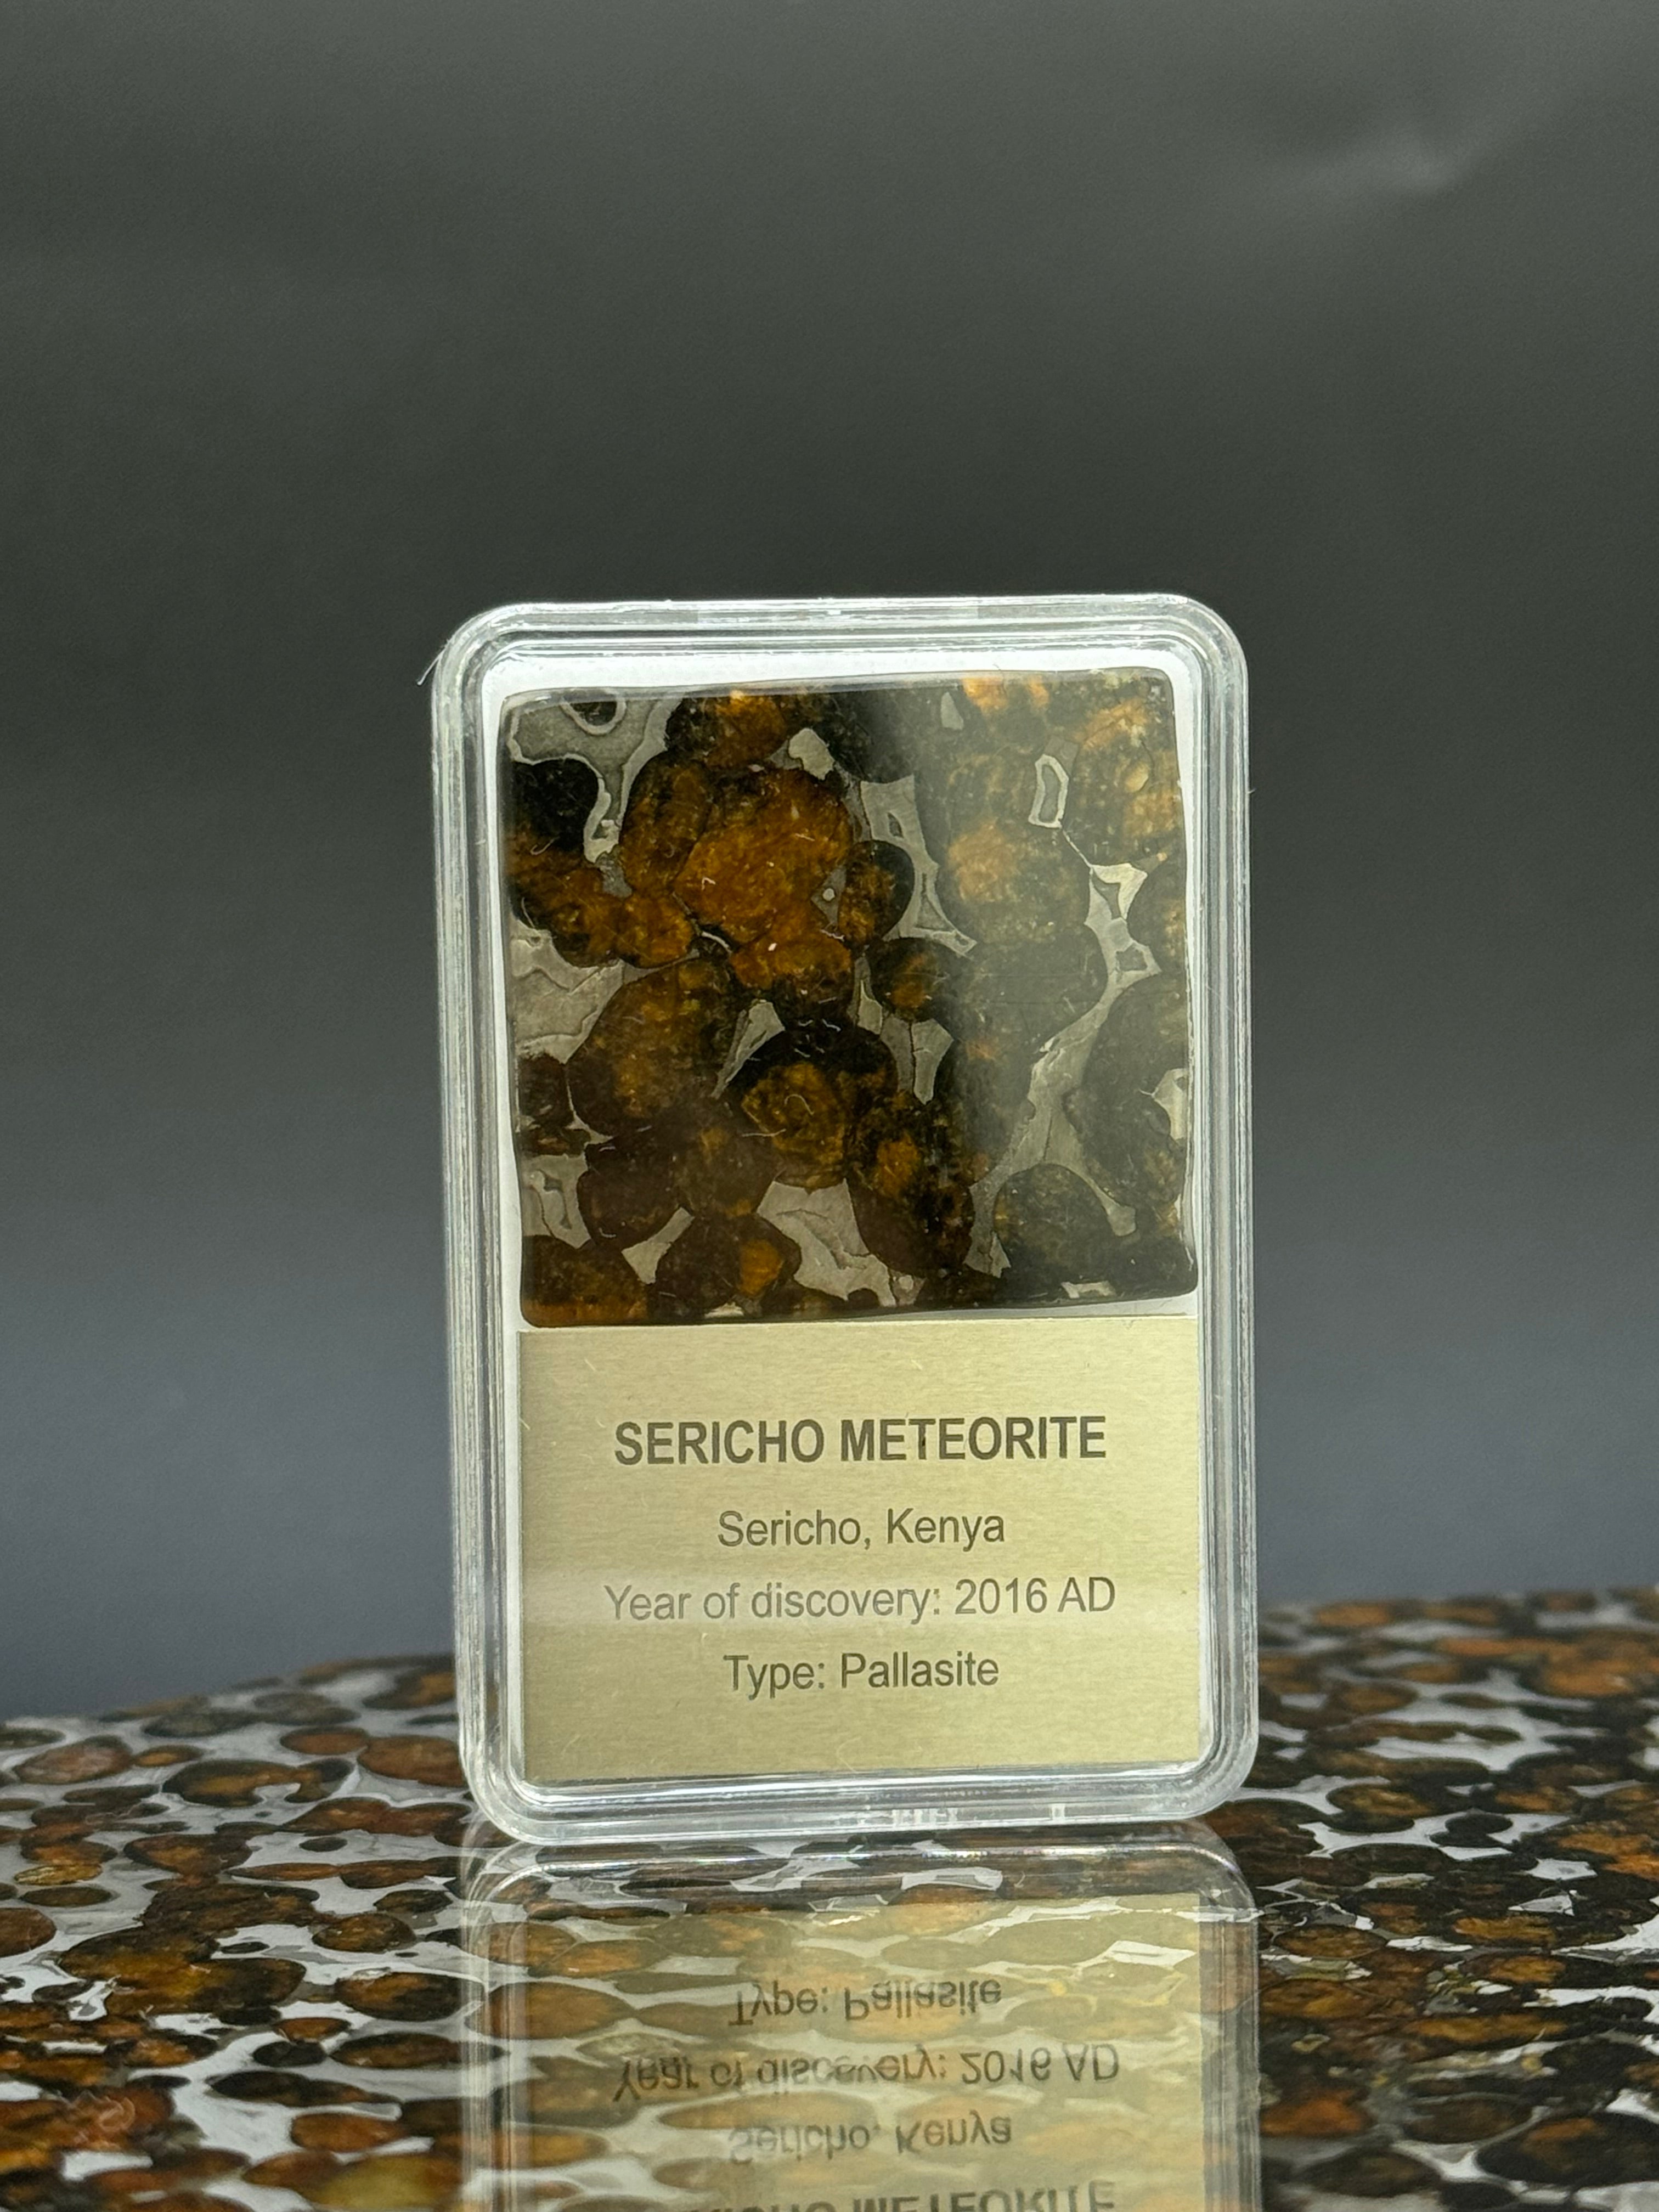 SERICHO METEORITE
Sericho, Kenya
Year of discovery: 2016 AD
Type: Pallasite